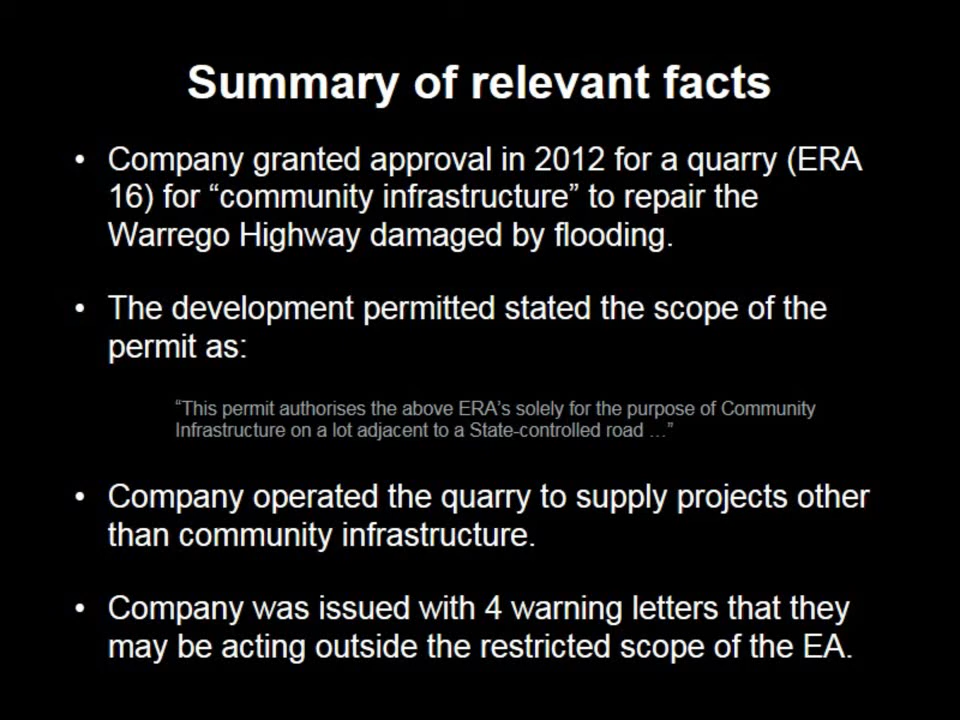 Summary of relevant facts
• Company granted approval in 2012 for a quarry (ERA
16) for “community infrastructure” to repair the
Warrego Highway damaged by flooding.
• The development permitted stated the scope of the
permit as:
“This permit authorises the above ERA’s solely for the purpose of Community
Infrastructure on a lot adjacent to a State-controlled road ...”
• Company operated the quarry to supply projects other
than community infrastructure.
• Company was issued with 4 warning letters that they
may be acting outside the restricted scope of the EA.